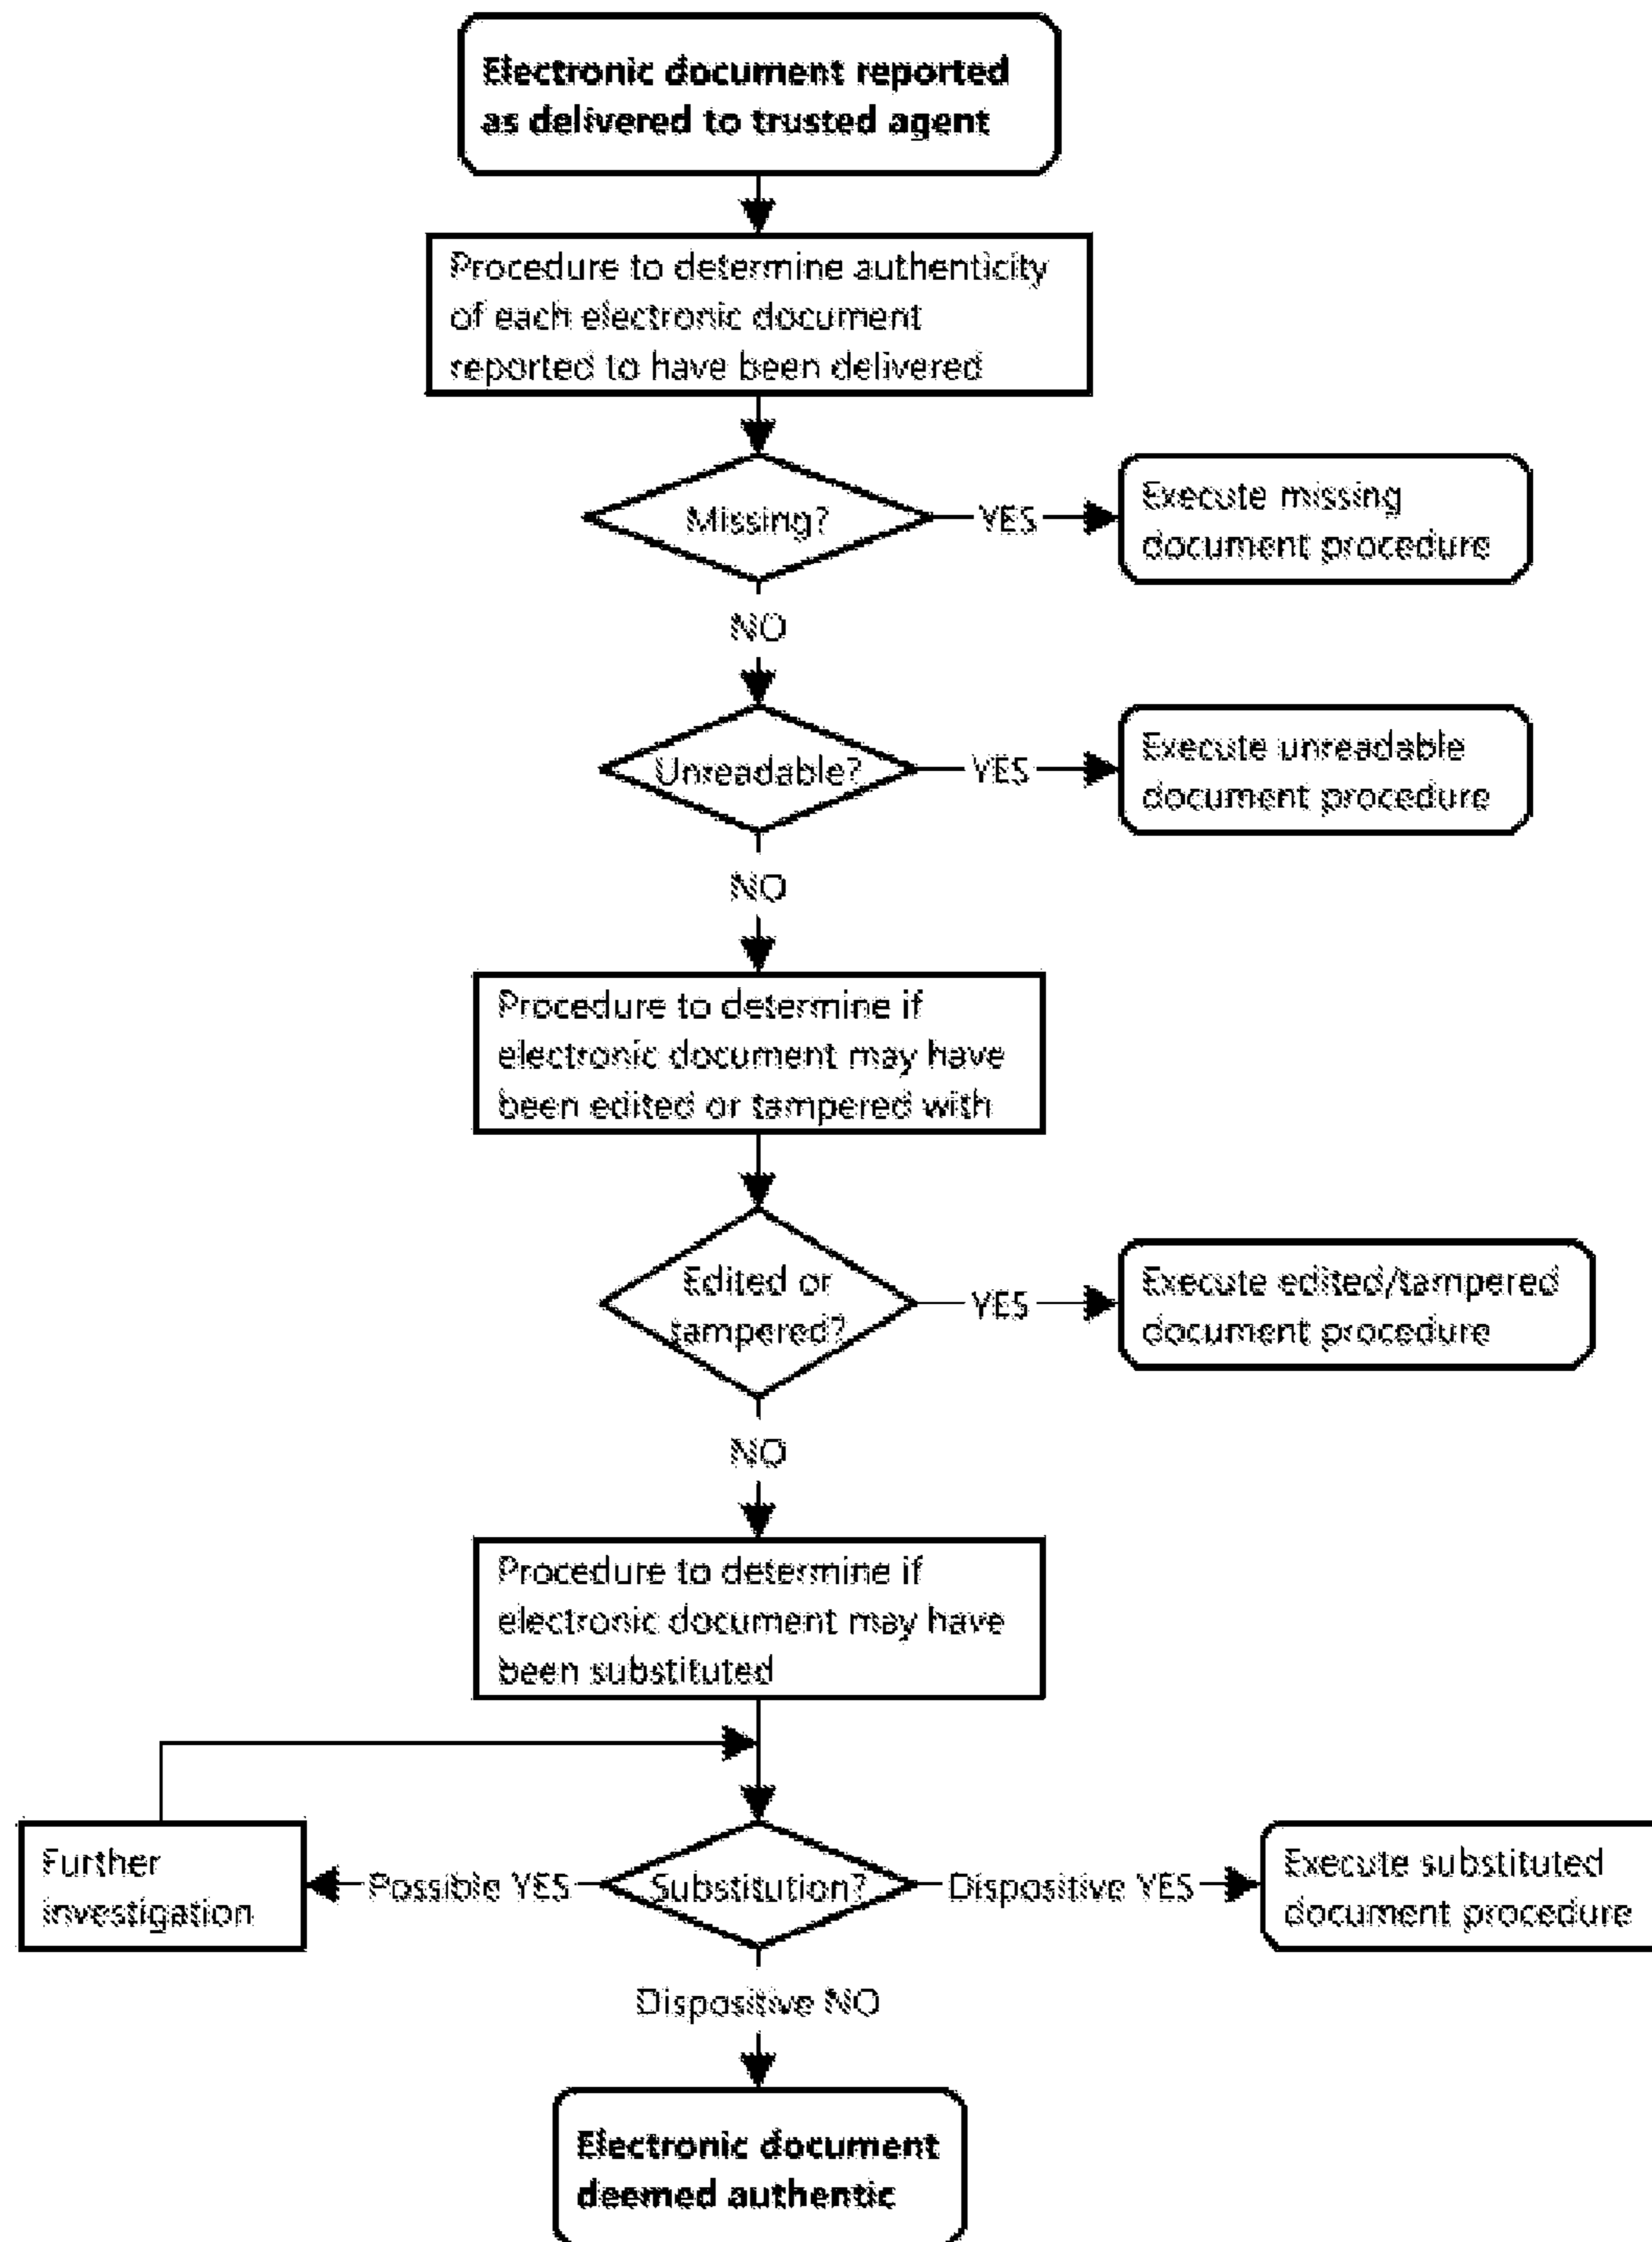 Electronic document reported
as delivered to trusted agent
Procedure to determine authenticity
of each electronic document
reported to have been delivered
Missing?
YES
Execute missing
document procedure
NO
Unreadable?
YES
Execute unreadable
document procedure
NO
Procedure to determine if
electronic document may have
been edited or tampered with
Edited or
tampered?
YES
Execute edited/tampered
document procedure
NO
Procedure to determine if
electronic document may have
been substituted
Further
investigation
Possible YES
Substitution?
Dispositive YES
Execute substituted
document procedure
Dispositive NO
Electronic document
deemed authentic